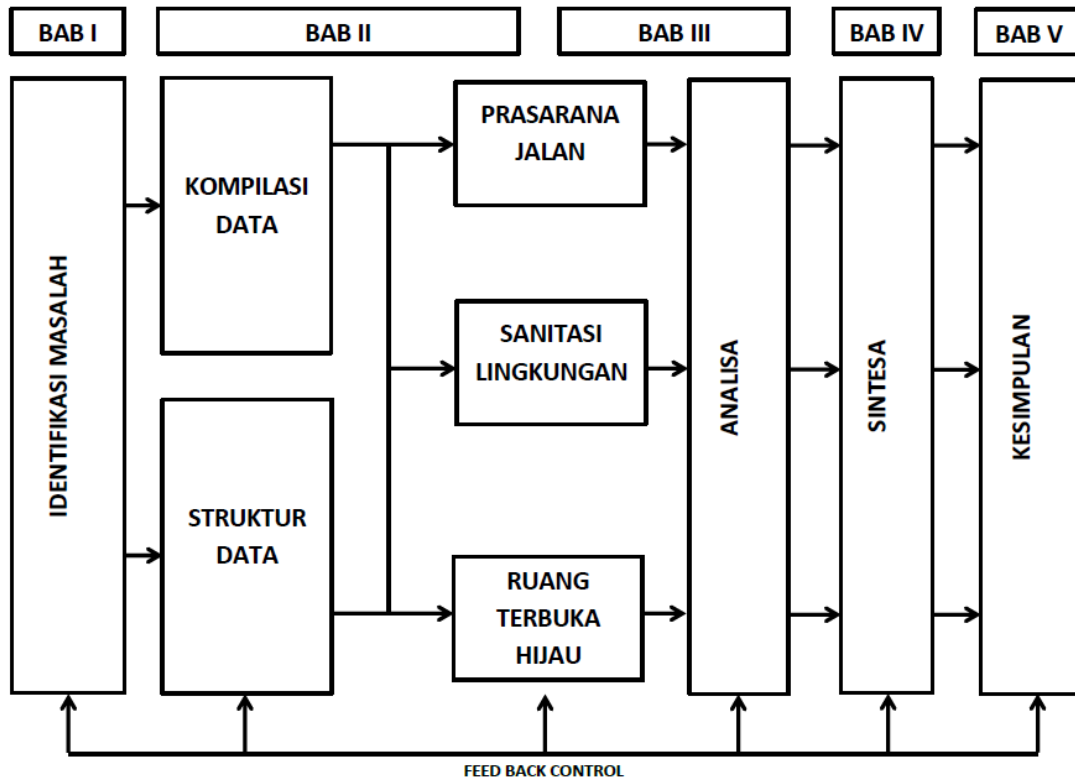 BAB I
BAB II
BAB III
BAB IV
BAB V
IDENTIFIKASI MASALAH
KOMPILASI
DATA
STRUKTUR
DATA
PRASARANA
JALAN
SANITASI
LINGKUNGAN
RUANG
TERBUKA
HIJAU
ANALISA
SINTESA
KESIMPULAN
FEED BACK CONTROL